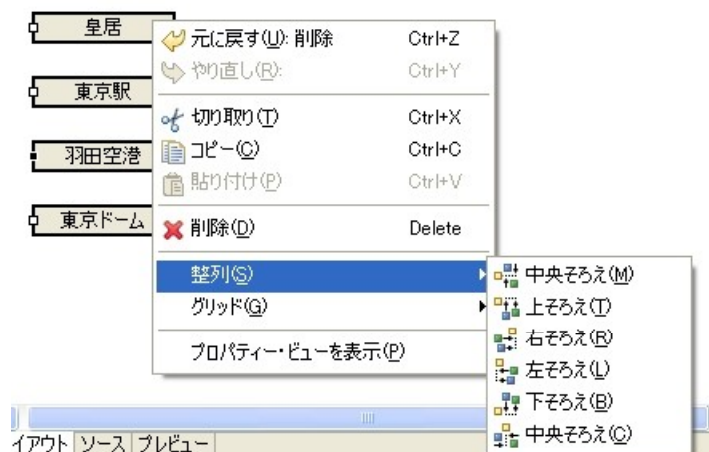 皇居
東京駅
羽田空港
東京ドーム
元に戻す(U): 削除 Ctrl+Z
やり直し(R): Ctrl+Y
切り取り(T) Ctrl+X
コピー(C) Ctrl+C
貼り付け(P) Ctrl+V
削除(D) Delete
整列(S)
グリッド(G)
プロパティー・ビューを表示(P)
中央そろえ(M)
上そろえ(T)
右そろえ(R)
左そろえ(L)
下そろえ(B)
中央そろえ(C)
イアウト ソース プレビュー